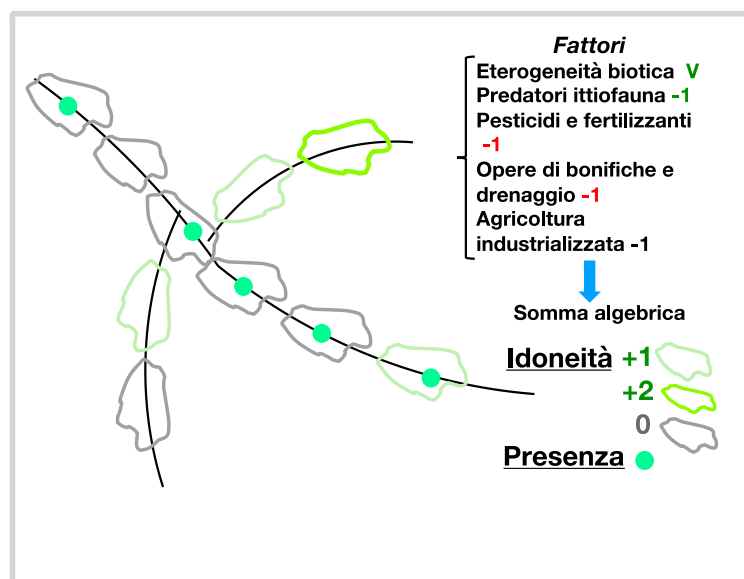 Fattori
Eterogeneità biotica V
Predatori ittiofauna -1
Pesticidi e fertilizzanti
-1
Opere di bonifiche e
drenaggio -1
Agricoltura
industrializzata -1
Somma algebrica
Idoneità +1
+2
0
Presenza